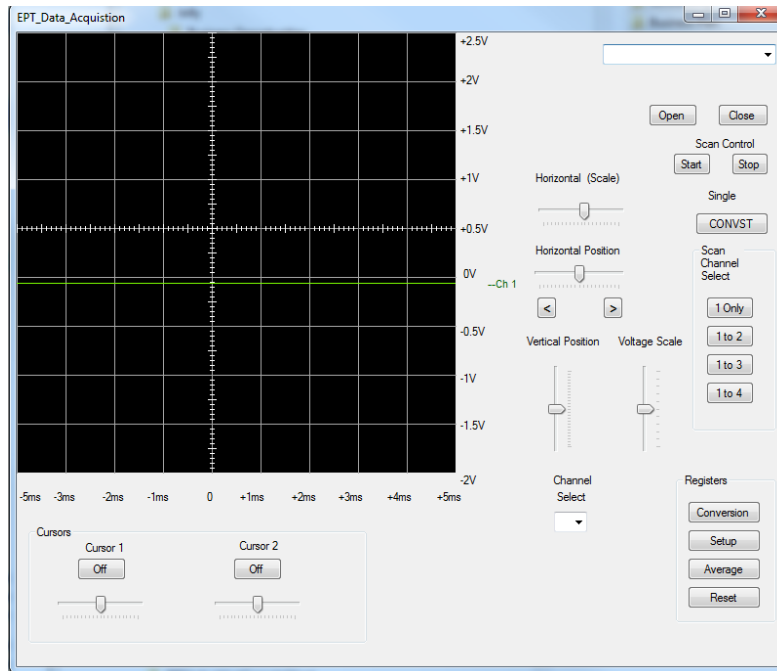 EPT_Data_Acquistion
+2.5V
+2V
+1.5V
+1V
+0.5V
0V
--Ch 1
-0.5V
-1V
-1.5V
-2V
-5ms -3ms -2ms -1ms 0 +1ms +2ms +3ms +4ms +5ms
Open Close
Scan Control
Start Stop
Horizontal (Scale)
Single
CONVST
Horizontal Position
< >
Scan
Channel
Select
1 Only
1 to 2
1 to 3
1 to 4
Vertical Position Voltage Scale
Channel
Select
Registers
Conversion
Setup
Average
Reset
Cursors
Cursor 1 Cursor 2
Off Off